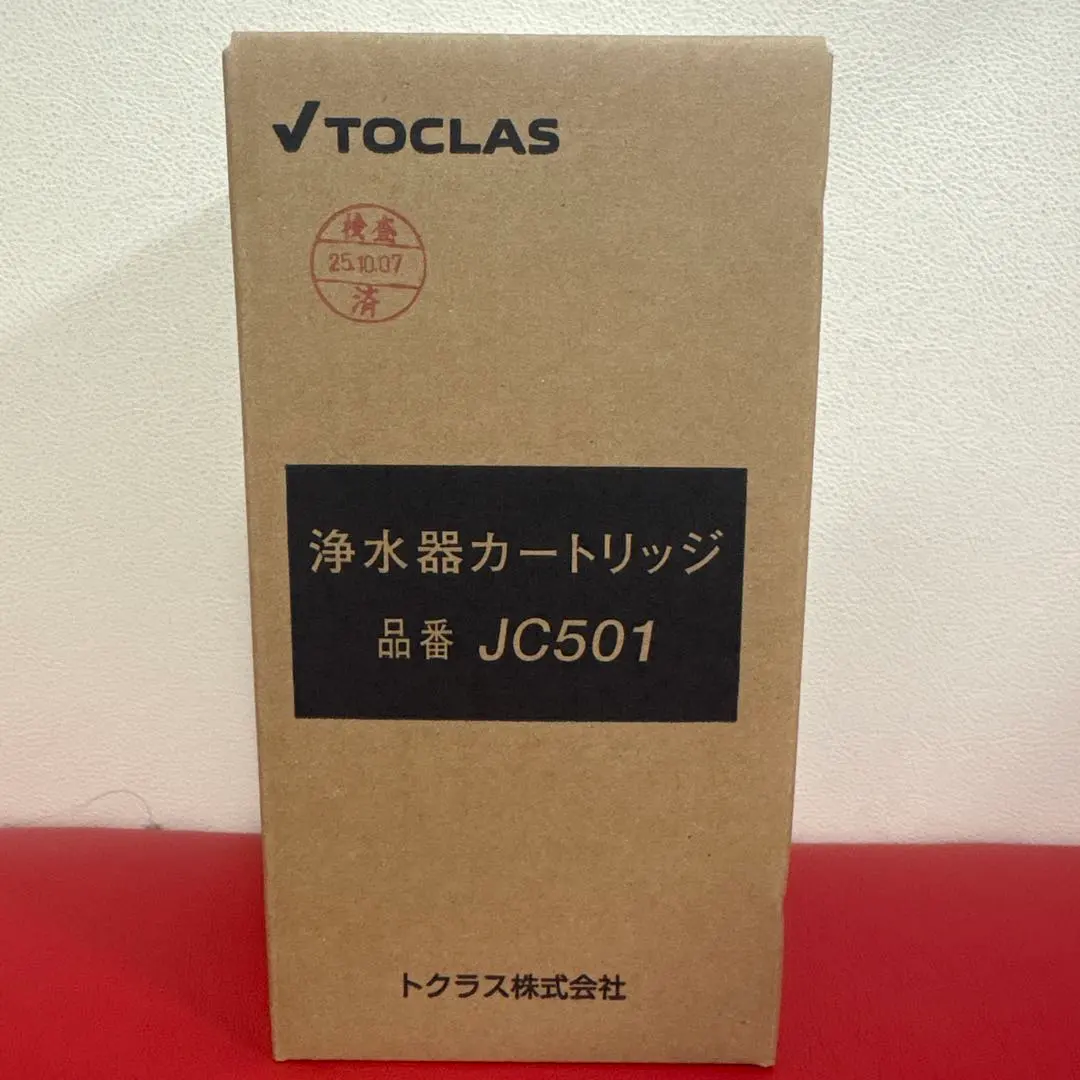 TOCLAS
検査
25.10.07
済
浄水器カートリッジ
品番 JC501
トクラス株式会社